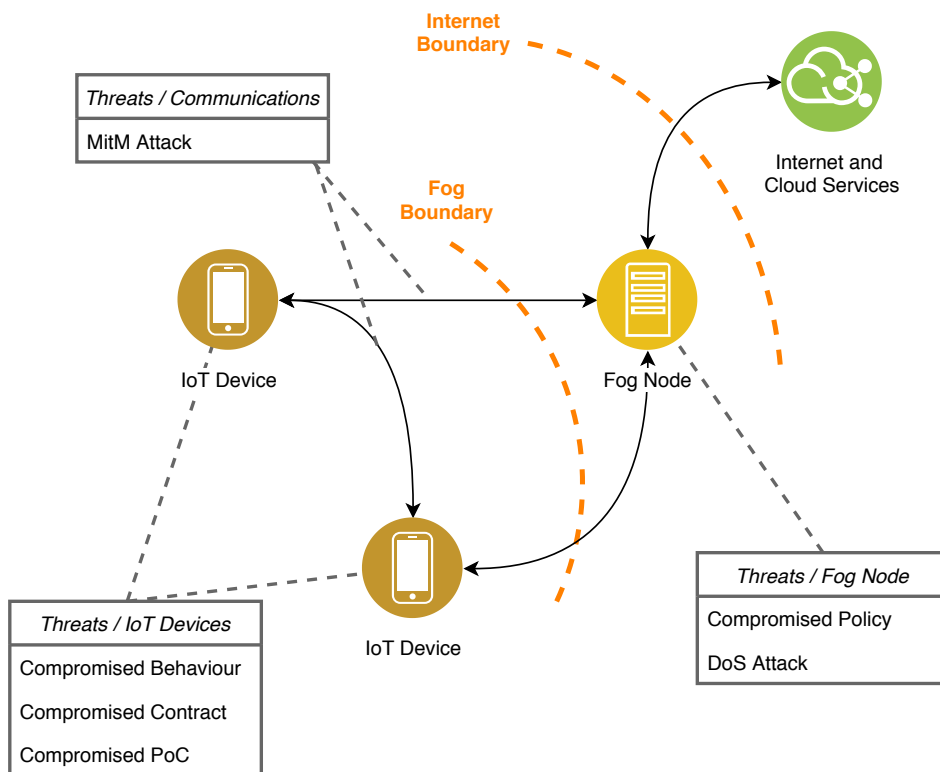 Internet
Boundary
Threats / Communications
MitM Attack
Internet and
Cloud Services
Fog
Boundary
IoT Device
Fog Node
IoT Device
Threats / Fog Node
Compromised Policy
DoS Attack
Threats / IoT Devices
Compromised Behaviour
Compromised Contract
Compromised PoC